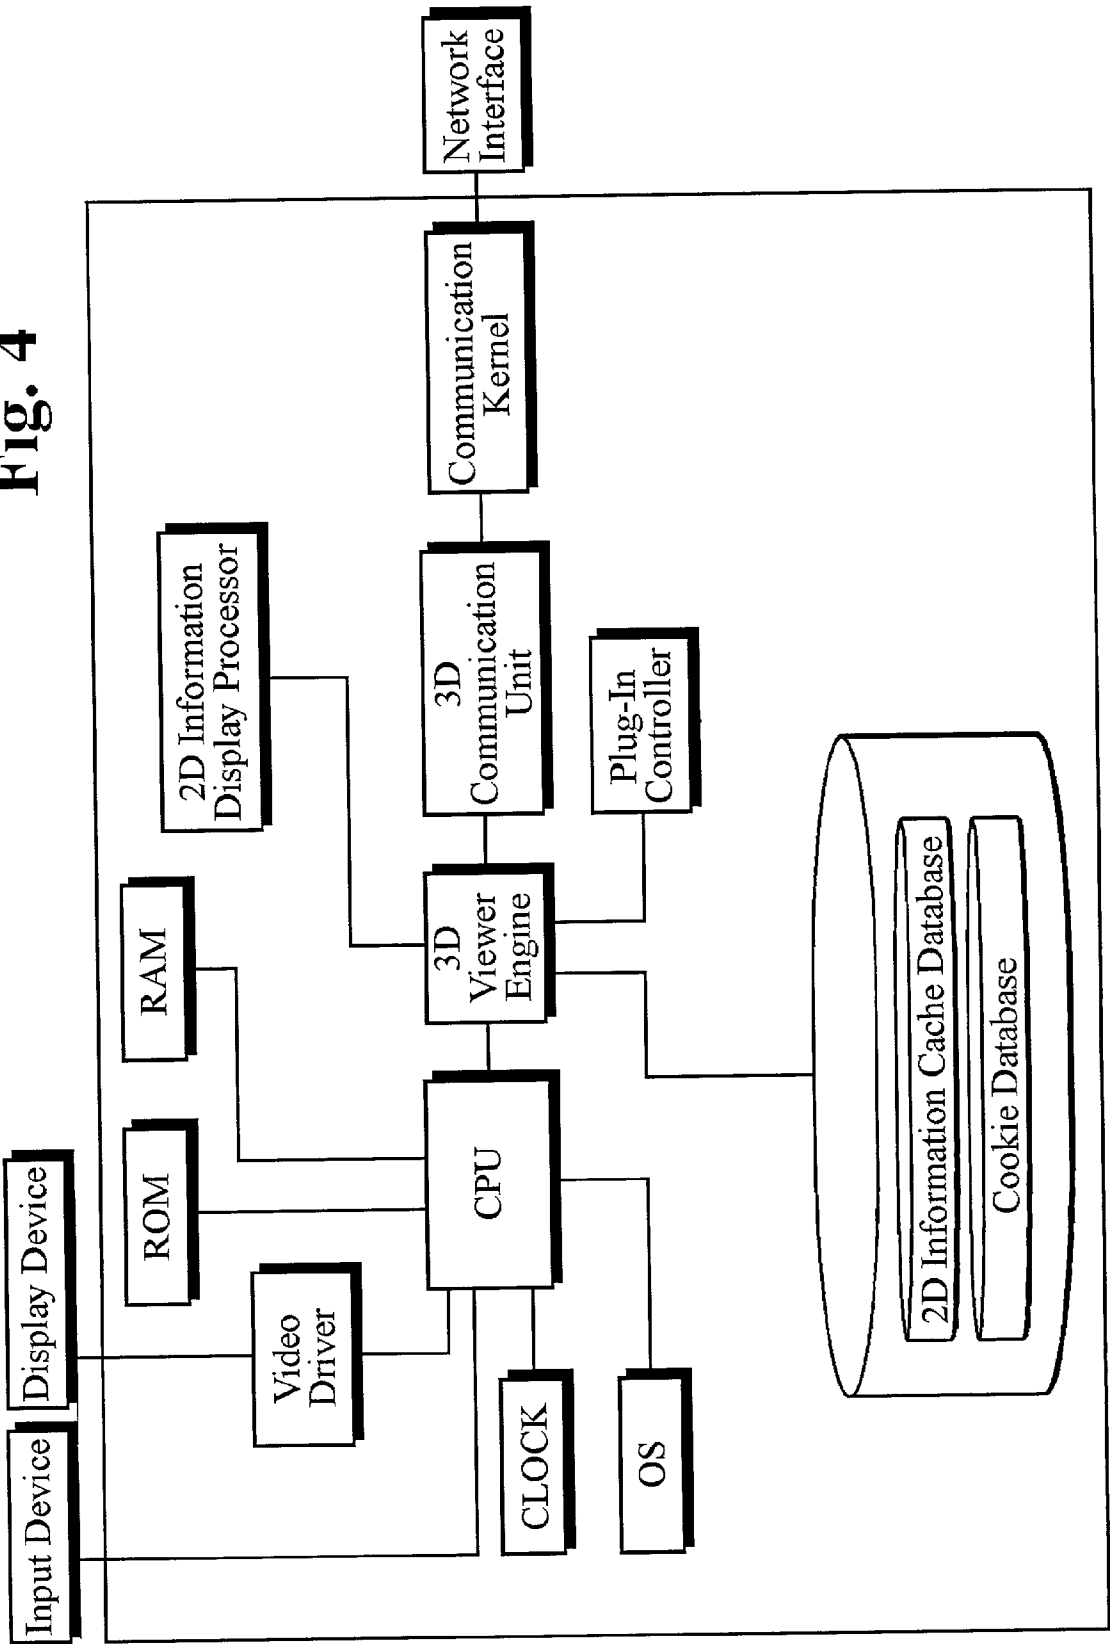 Fig. 4
Input Device
Display Device
ROM
RAM
2D Information
Display Processor
Video
Driver
CLOCK
OS
CPU
3D
Viewer
Engine
3D
Communication
Unit
Communication
Kernel
Network
Interface
Plug-In
Controller
2D Information Cache Database
Cookie Database